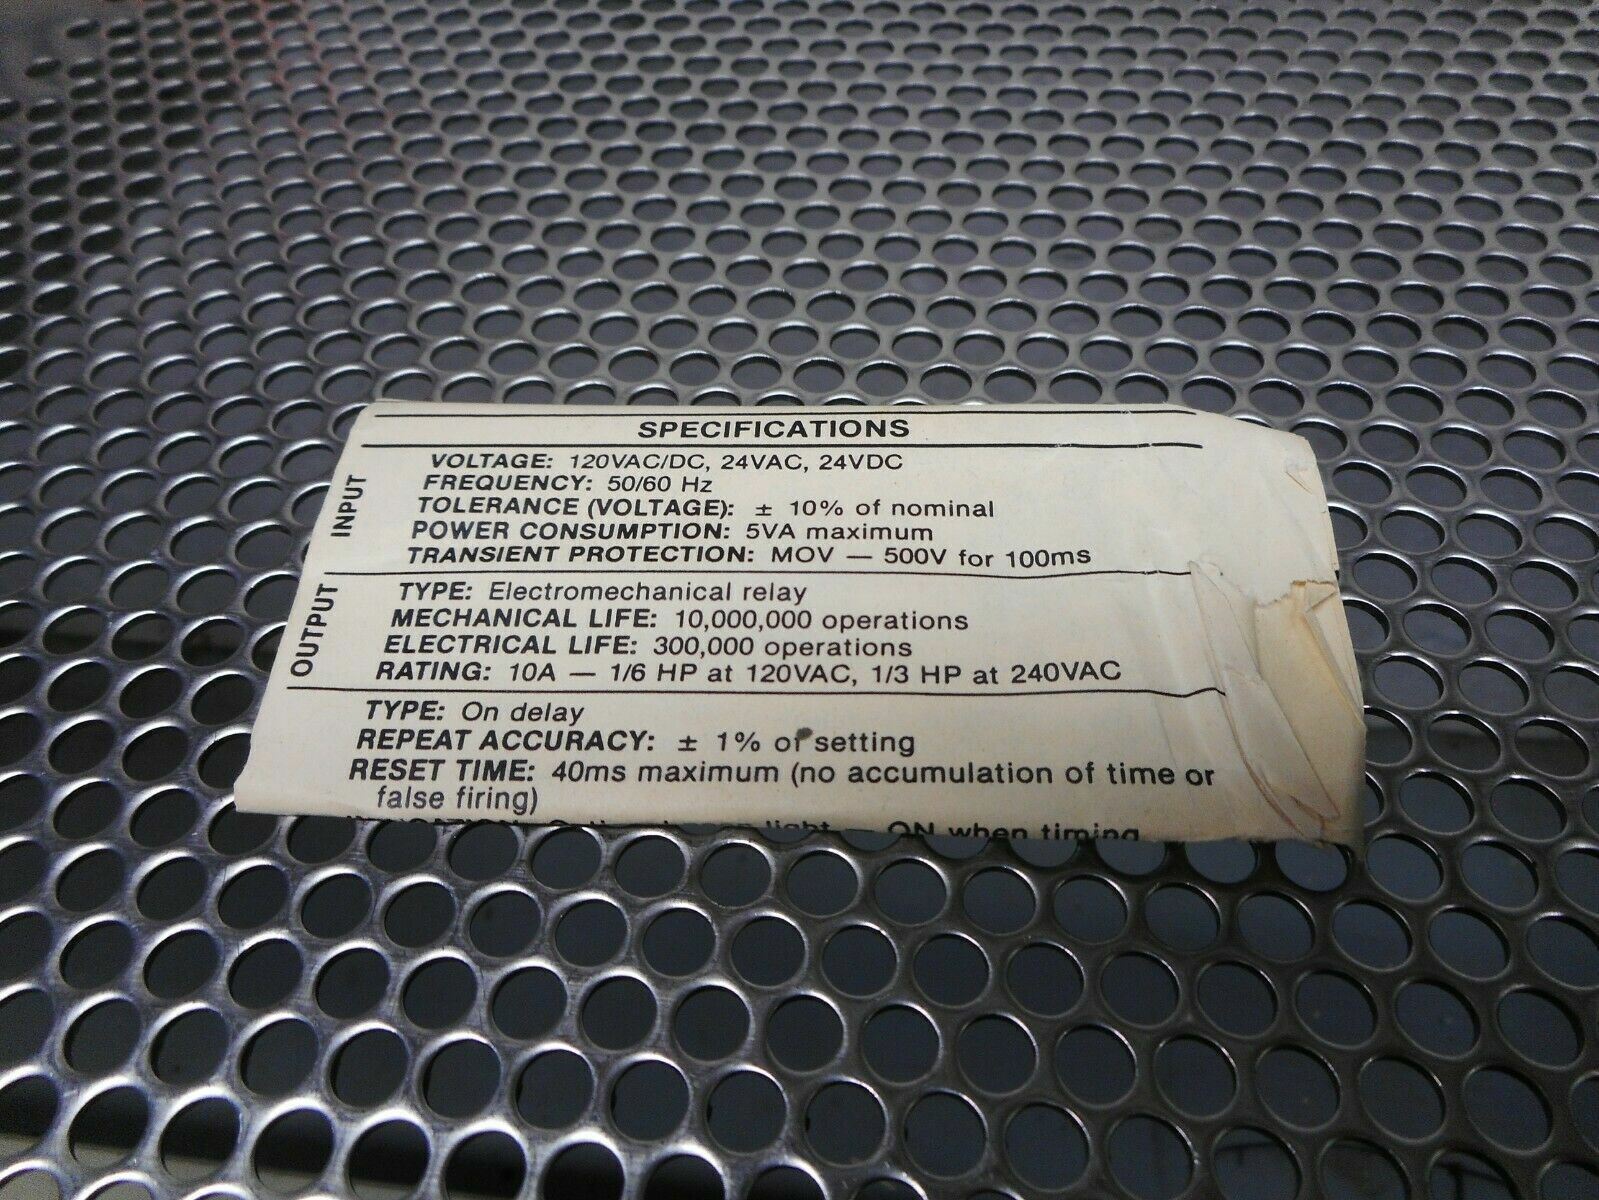 SPECIFICATIONS
INPUT
VOLTAGE: 120VAC/DC, 24VAC, 24VDC
FREQUENCY: 50/60 Hz
TOLERANCE (VOLTAGE): ± 10% of nominal
POWER CONSUMPTION: 5VA maximum
TRANSIENT PROTECTION: MOV — 500V for 100ms
OUTPUT
TYPE: Electromechanical relay
MECHANICAL LIFE: 10,000,000 operations
ELECTRICAL LIFE: 300,000 operations
RATING: 10A — 1/6 HP at 120VAC, 1/3 HP at 240VAC
TYPE: On delay
REPEAT ACCURACY: ± 1% of setting
RESET TIME: 40ms maximum (no accumulation of time or
false firing)
light — ON when timing